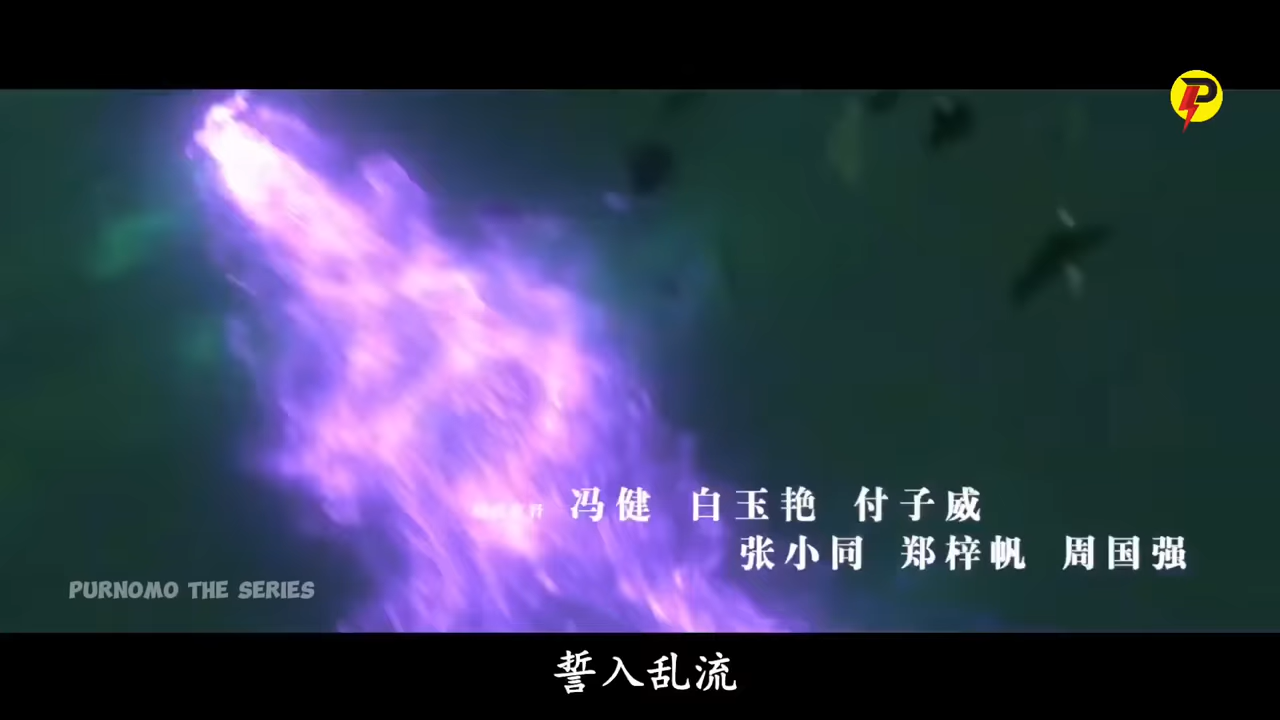 冯健 白玉艳 付子威
张小同 郑梓帆 周国强
PURNOMO THE SERIES
誓入乱流